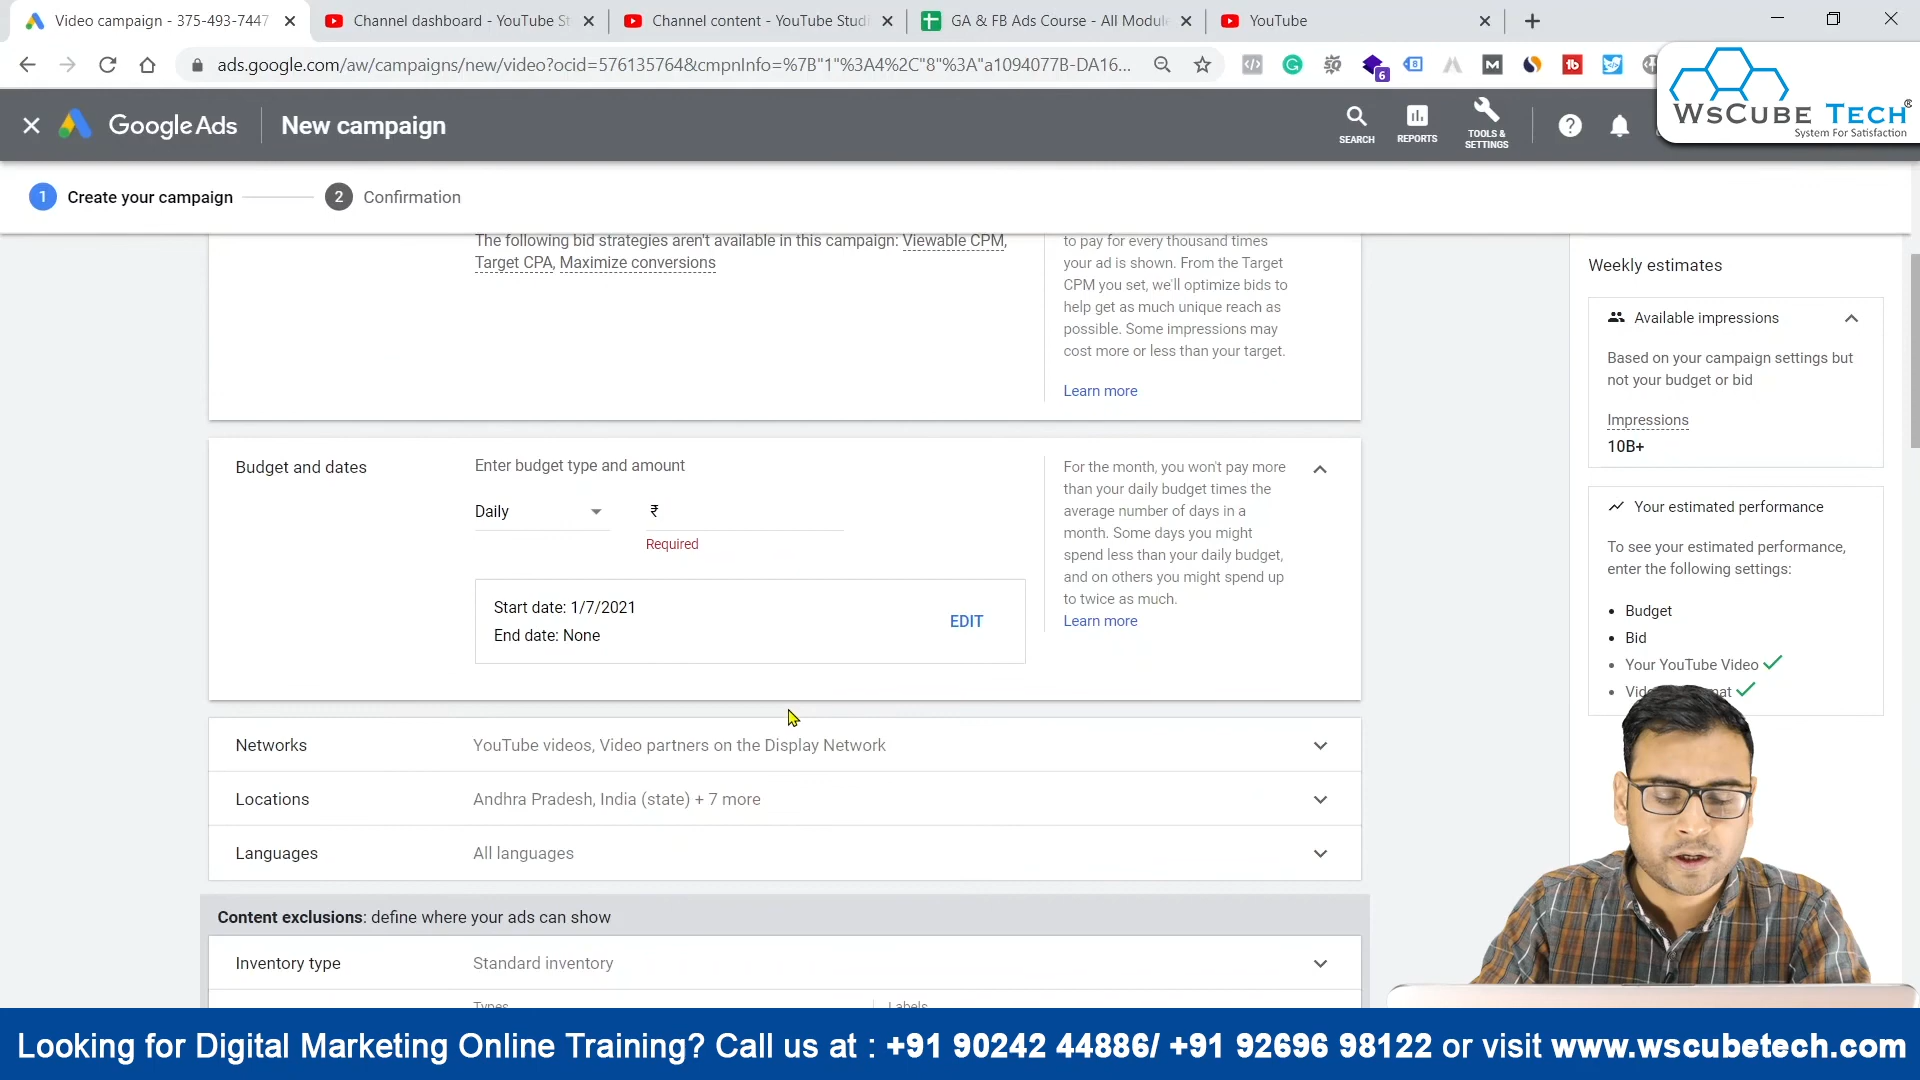 Video campaign - 375-493-7447
Channel dashboard - YouTube St
Channel content - YouTube Studi
GA & FB Ads Course - All Module
YouTube
ads.google.com/aw/campaigns/new/video?ocid=576135764&cmpnInfo=%7B"1"%3A4%2C"8"%3A"a1094077B-DA16...
6
WsCube Tech®
System For Satisfaction
Google Ads
New campaign
SEARCH
REPORTS
TOOLS &
SETTINGS
1 Create your campaign
2 Confirmation
The following bid strategies aren't available in this campaign: Viewable CPM,
Target CPA, Maximize conversions
to pay for every thousand times
your ad is shown. From the Target
CPM you set, we'll optimize bids to
help get as much unique reach as
possible. Some impressions may
cost more or less than your target.
Learn more
Budget and dates
Enter budget type and amount
Daily
₹
Required
Start date: 1/7/2021
End date: None
EDIT
For the month, you won't pay more
than your daily budget times the
average number of days in a
month. Some days you might
spend less than your daily budget,
and on others you might spend up
to twice as much.
Learn more
Networks
YouTube videos, Video partners on the Display Network
Locations
Andhra Pradesh, India (state) + 7 more
Languages
All languages
Content exclusions: define where your ads can show
Inventory type
Standard inventory
Types
Labels
Weekly estimates
Available impressions
Based on your campaign settings but
not your budget or bid
Impressions
10B+
Your estimated performance
To see your estimated performance,
enter the following settings:
• Budget
• Bid
• Your YouTube Video
Looking for Digital Marketing Online Training? Call us at : +91 90242 44886/ +91 92696 98122 or visit www.wscubetech.com